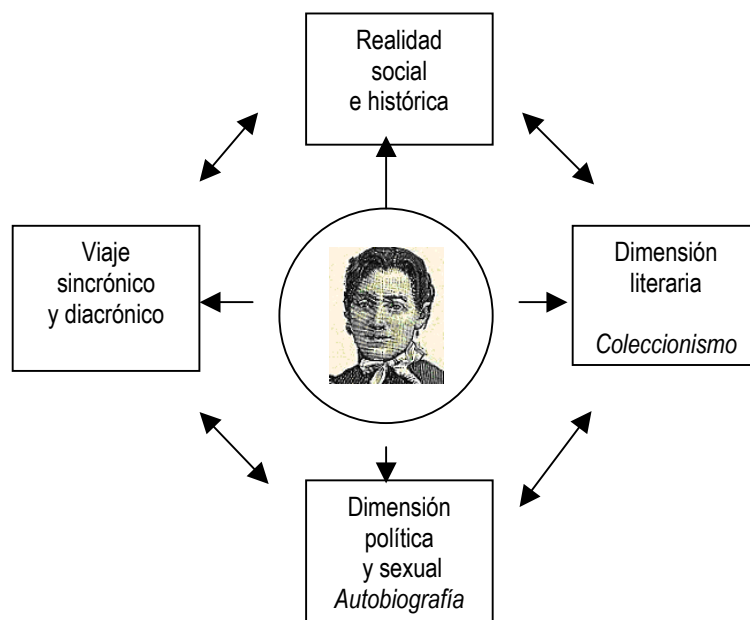 Realidad
social
e histórica
Viaje
sincrónico
y diacrónico
Dimensión
literaria
Coleccionismo
Dimensión
política
y sexual
Autobiografía